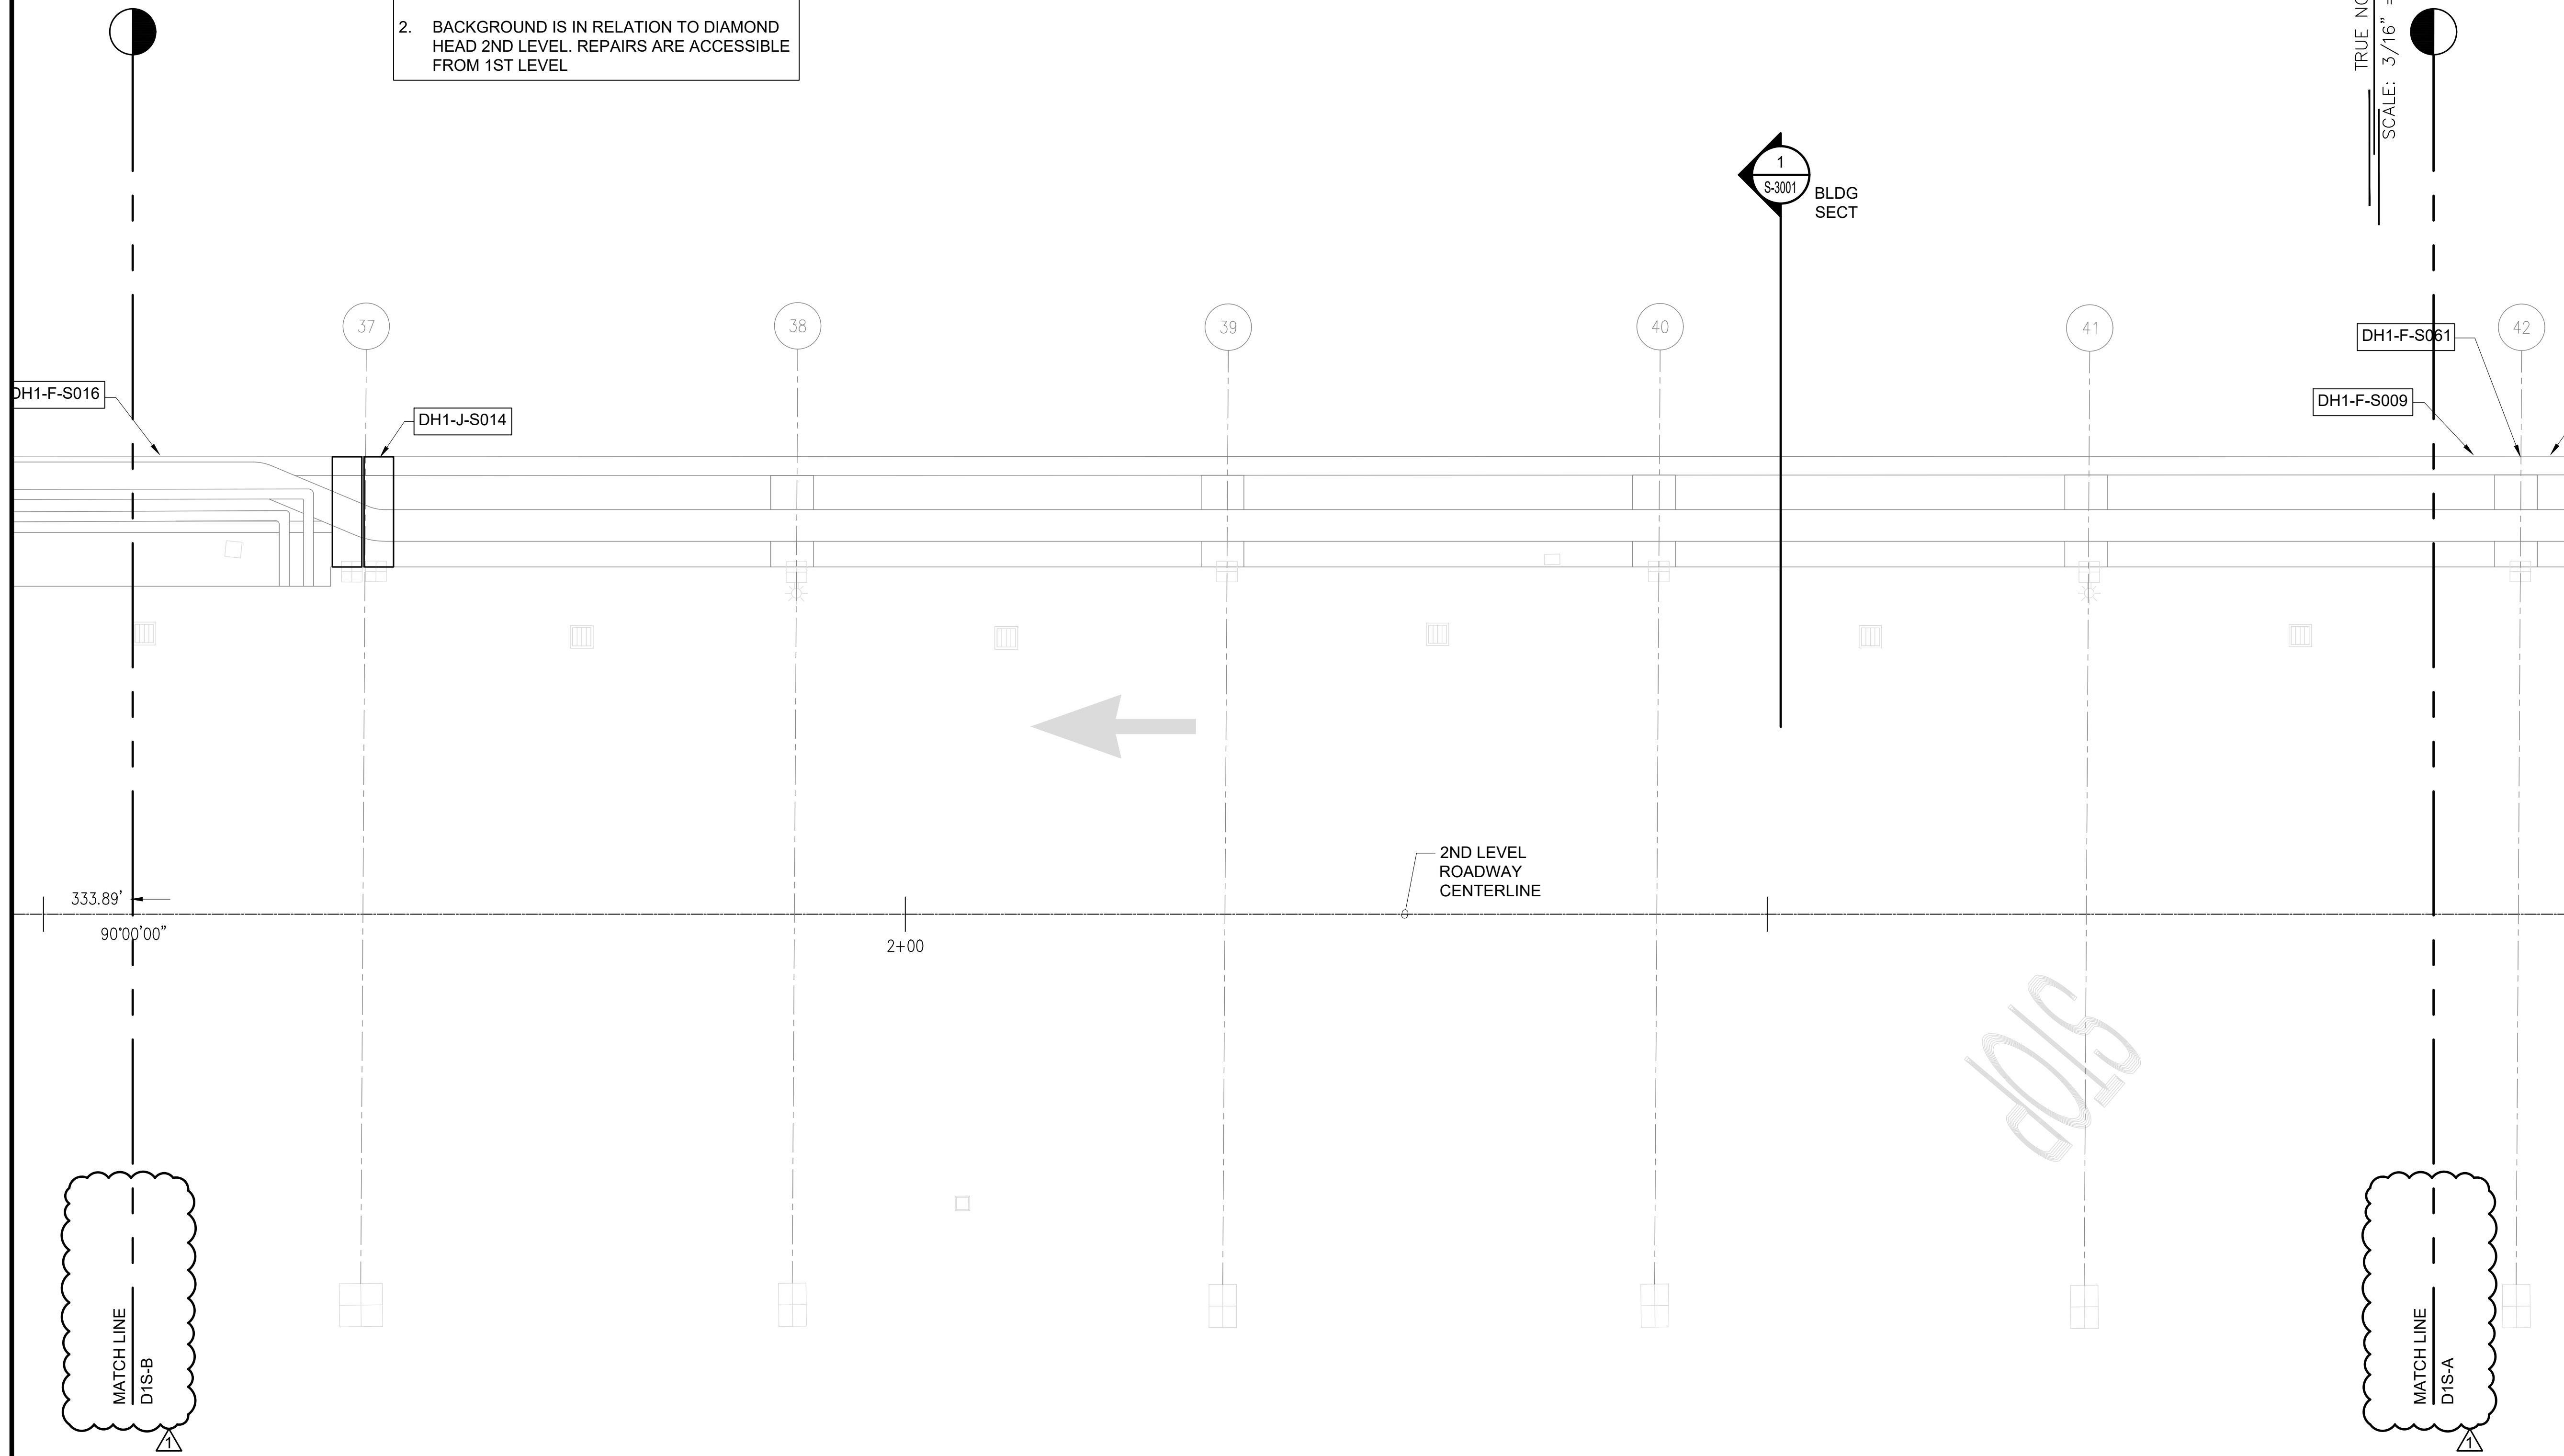 2. BACKGROUND IS IN RELATION TO DIAMOND
HEAD 2ND LEVEL. REPAIRS ARE ACCESSIBLE
FROM 1ST LEVEL
SCALE: 3/16" =
TRUE
1
S-3001
BLDG
SECT
37
38
39
40
41
42
DH1-F-S061
DH1-F-S016
DH1-J-S014
DH1-F-S009
2ND LEVEL
ROADWAY
CENTERLINE
333.89'
90°00'00"
2+00
STOP
MATCH LINE
D1S-B
1
MATCH LINE
D1S-A
1